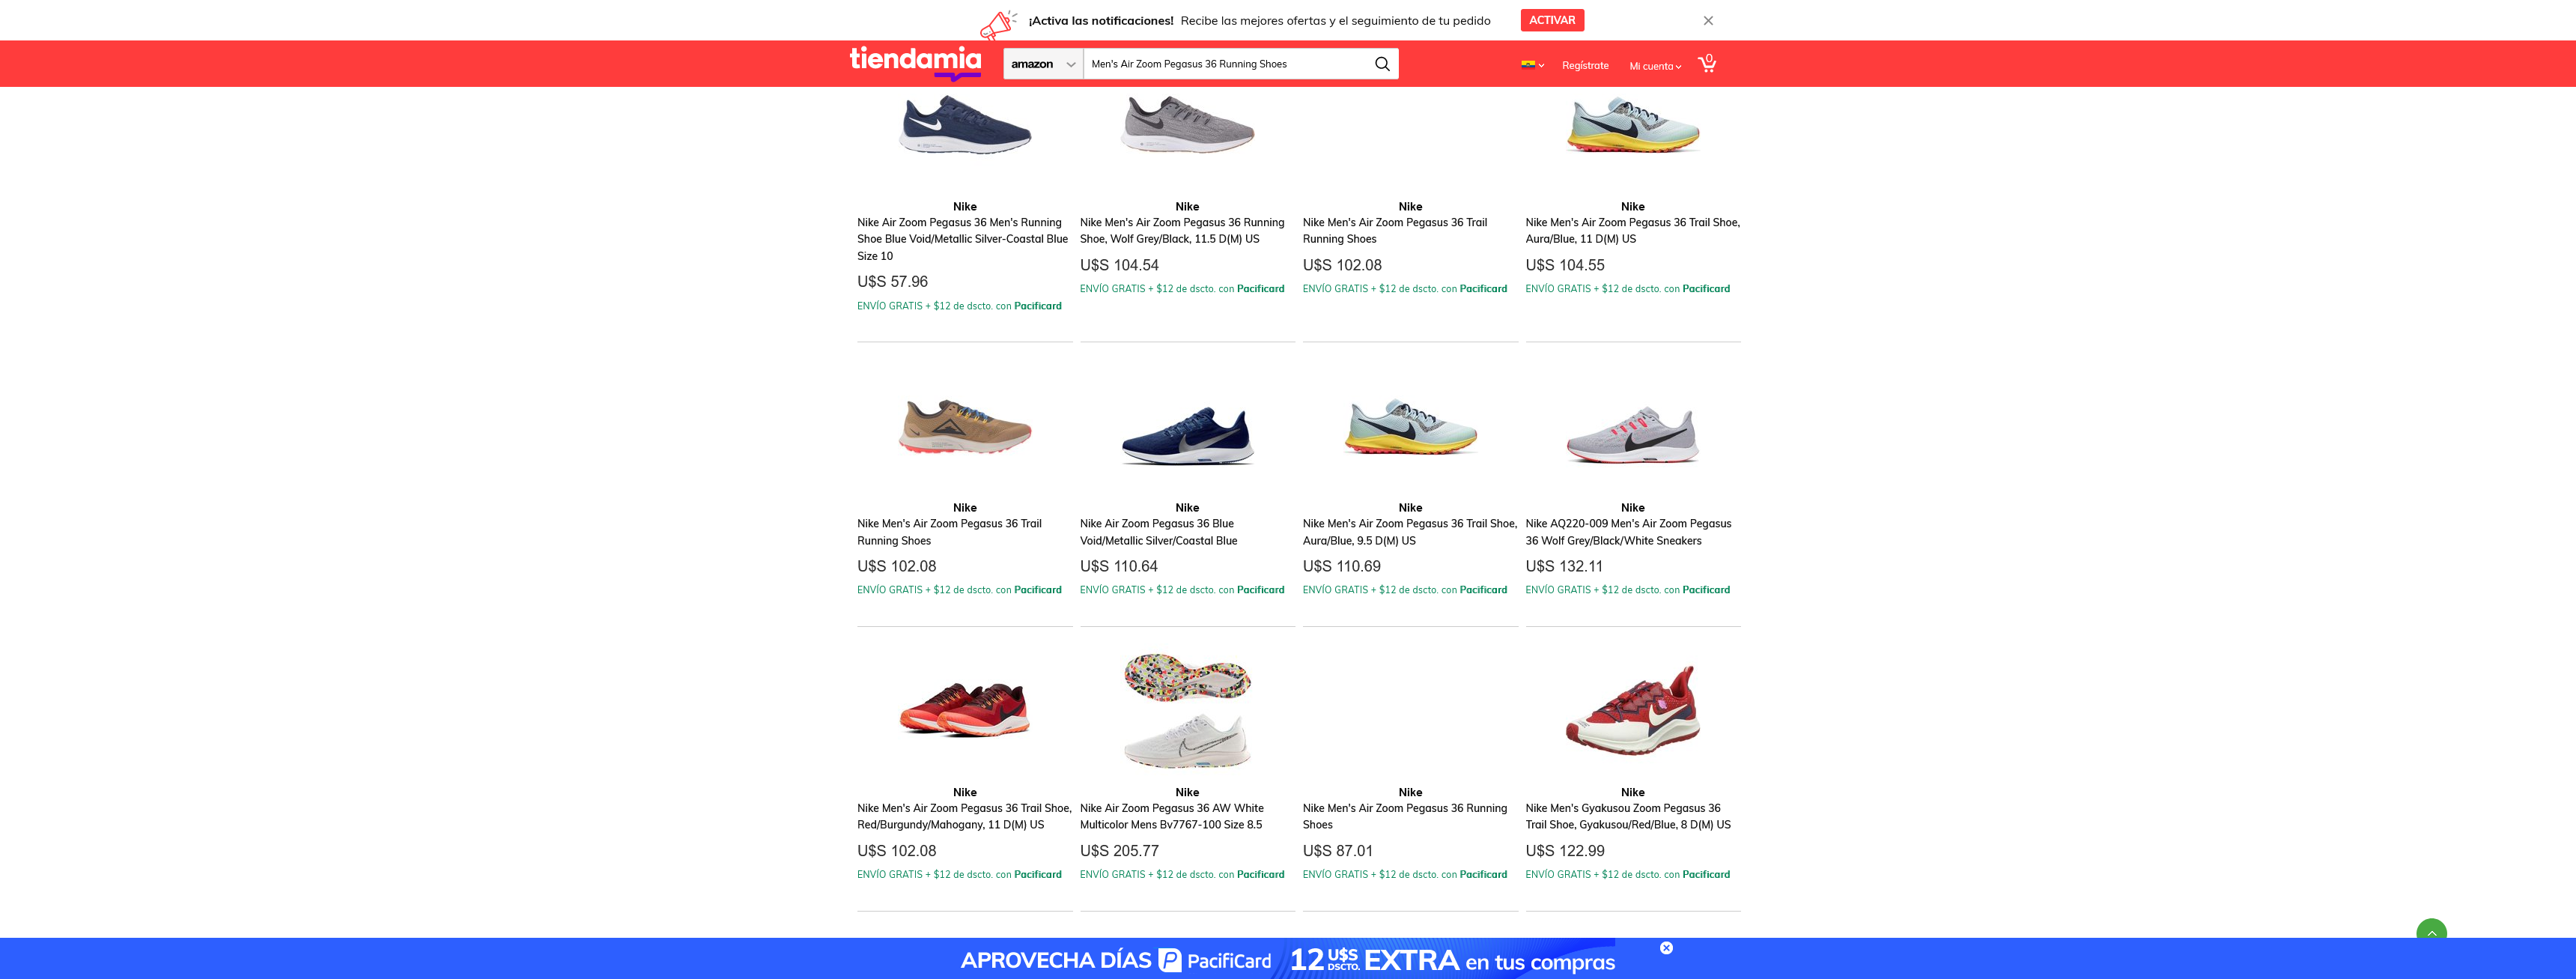 ¡Activa las notificaciones! Recibe las mejores ofertas y el seguimiento de tu pedido ACTIVAR
tiendamia amazon Men's Air Zoom Pegasus 36 Running Shoes Regístrate Mi cuenta 0
Nike
Nike Air Zoom Pegasus 36 Men's Running
Shoe Blue Void/Metallic Silver-Coastal Blue
Size 10
U$S 57.96
ENVÍO GRATIS + $12 de dscto. con Pacificard
Nike
Nike Men's Air Zoom Pegasus 36 Running
Shoe, Wolf Grey/Black, 11.5 D(M) US
U$S 104.54
ENVÍO GRATIS + $12 de dscto. con Pacificard
Nike
Nike Men's Air Zoom Pegasus 36 Trail
Running Shoes
U$S 102.08
ENVÍO GRATIS + $12 de dscto. con Pacificard
Nike
Nike Men's Air Zoom Pegasus 36 Trail Shoe,
Aura/Blue, 11 D(M) US
U$S 104.55
ENVÍO GRATIS + $12 de dscto. con Pacificard
Nike
Nike Men's Air Zoom Pegasus 36 Trail
Running Shoes
U$S 102.08
ENVÍO GRATIS + $12 de dscto. con Pacificard
Nike
Nike Air Zoom Pegasus 36 Blue
Void/Metallic Silver/Coastal Blue
U$S 110.64
ENVÍO GRATIS + $12 de dscto. con Pacificard
Nike
Nike Men's Air Zoom Pegasus 36 Trail Shoe,
Aura/Blue, 9.5 D(M) US
U$S 110.69
ENVÍO GRATIS + $12 de dscto. con Pacificard
Nike
Nike AQ220-009 Men's Air Zoom Pegasus
36 Wolf Grey/Black/White Sneakers
U$S 132.11
ENVÍO GRATIS + $12 de dscto. con Pacificard
Nike
Nike Men's Air Zoom Pegasus 36 Trail Shoe,
Red/Burgundy/Mahogany, 11 D(M) US
U$S 102.08
ENVÍO GRATIS + $12 de dscto. con Pacificard
Nike
Nike Air Zoom Pegasus 36 AW White
Multicolor Mens Bv7767-100 Size 8.5
U$S 205.77
ENVÍO GRATIS + $12 de dscto. con Pacificard
Nike
Nike Men's Air Zoom Pegasus 36 Running
Shoes
U$S 87.01
ENVÍO GRATIS + $12 de dscto. con Pacificard
Nike
Nike Men's Gyakusou Zoom Pegasus 36
Trail Shoe, Gyakusou/Red/Blue, 8 D(M) US
U$S 122.99
ENVÍO GRATIS + $12 de dscto. con Pacificard
APROVECHA DÍAS PacifiCard 12 U$S DSCTO. EXTRA en tus compras